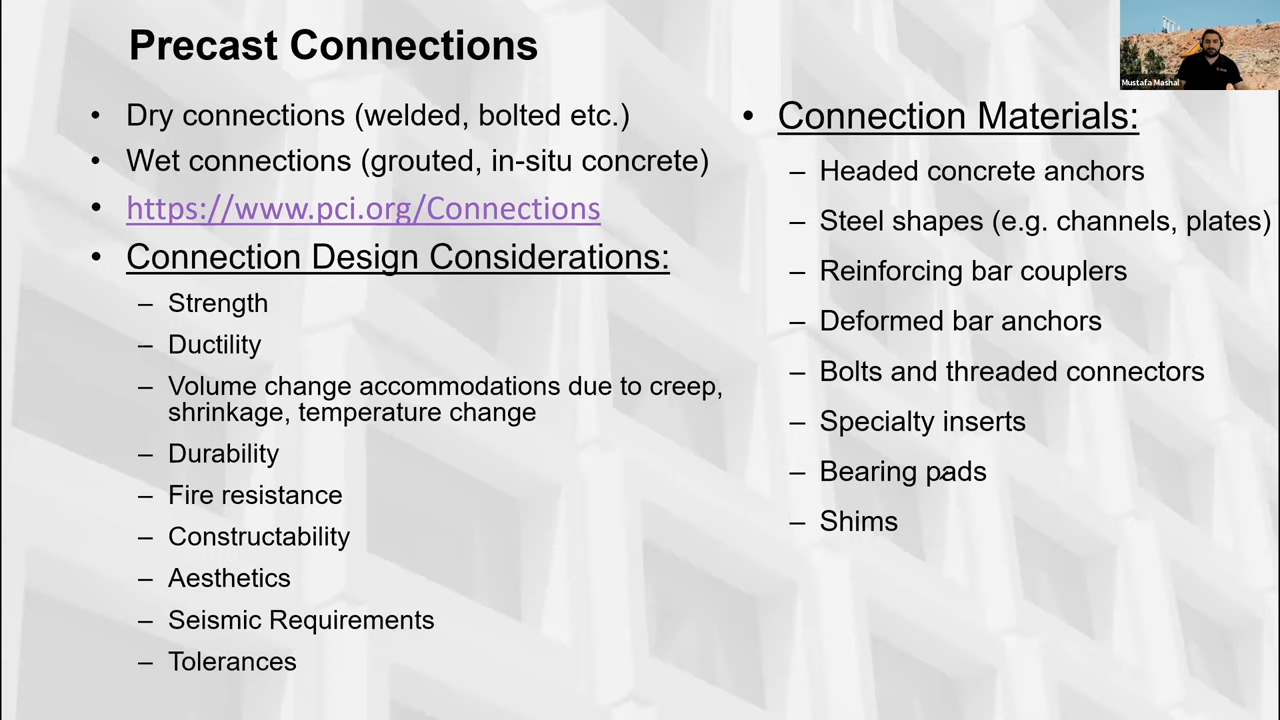 Precast Connections
• Dry connections (welded, bolted etc.)
• Wet connections (grouted, in-situ concrete)
• https://www.pci.org/Connections
• Connection Design Considerations:
– Strength
– Ductility
– Volume change accommodations due to creep,
shrinkage, temperature change
– Durability
– Fire resistance
– Constructability
– Aesthetics
– Seismic Requirements
– Tolerances
• Connection Materials:
– Headed concrete anchors
– Steel shapes (e.g. channels, plates)
– Reinforcing bar couplers
– Deformed bar anchors
– Bolts and threaded connectors
– Specialty inserts
– Bearing pads
– Shims
Mustafa Mashal